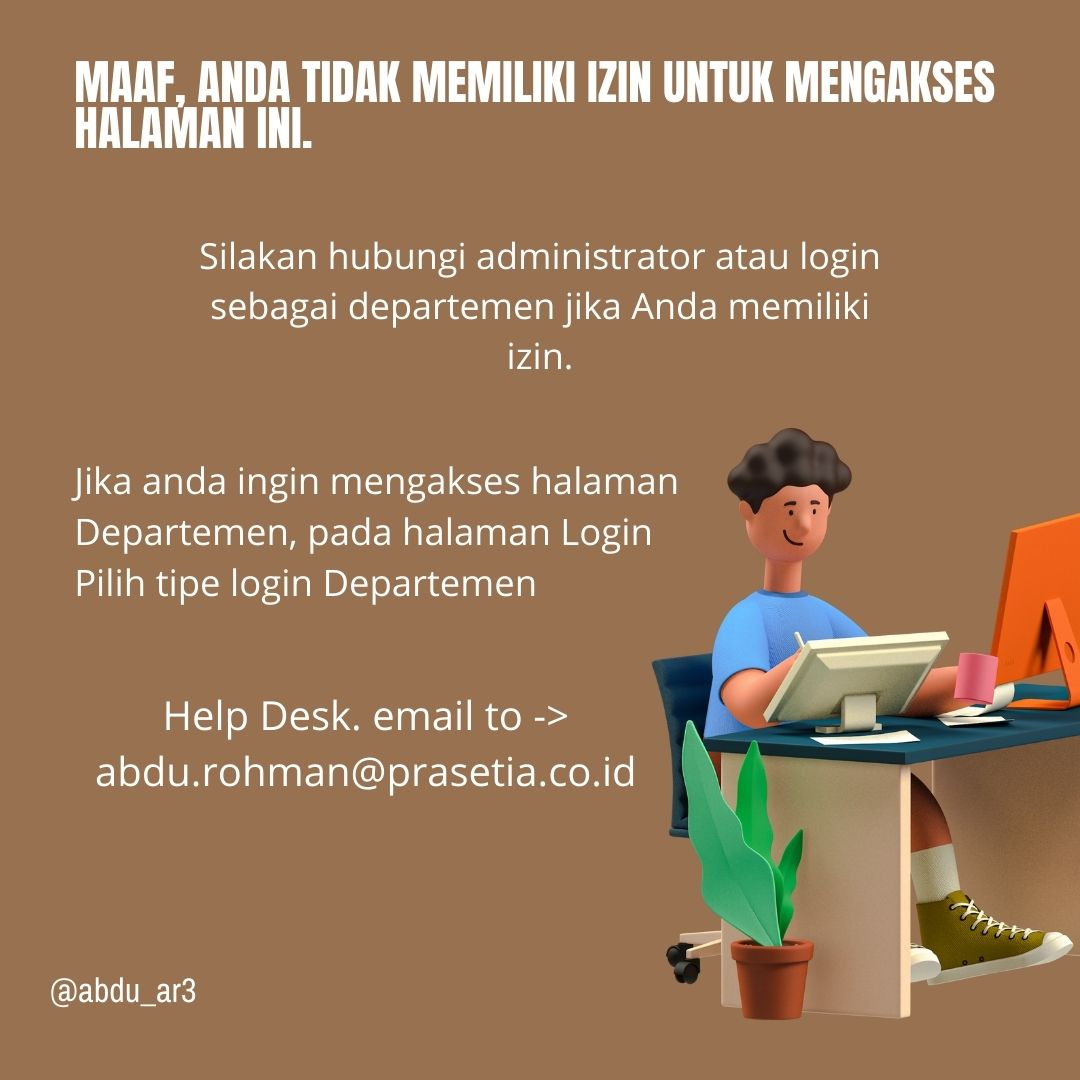 MAAF, ANDA TIDAK MEMILIKI IZIN UNTUK MENGAKSES
HALAMAN INI.
Silakan hubungi administrator atau login
sebagai departemen jika Anda memiliki
izin.
Jika anda ingin mengakses halaman
Departemen, pada halaman Login
Pilih tipe login Departemen
Help Desk. email to ->
abdu.rohman@prasetia.co.id
@abdu_ar3